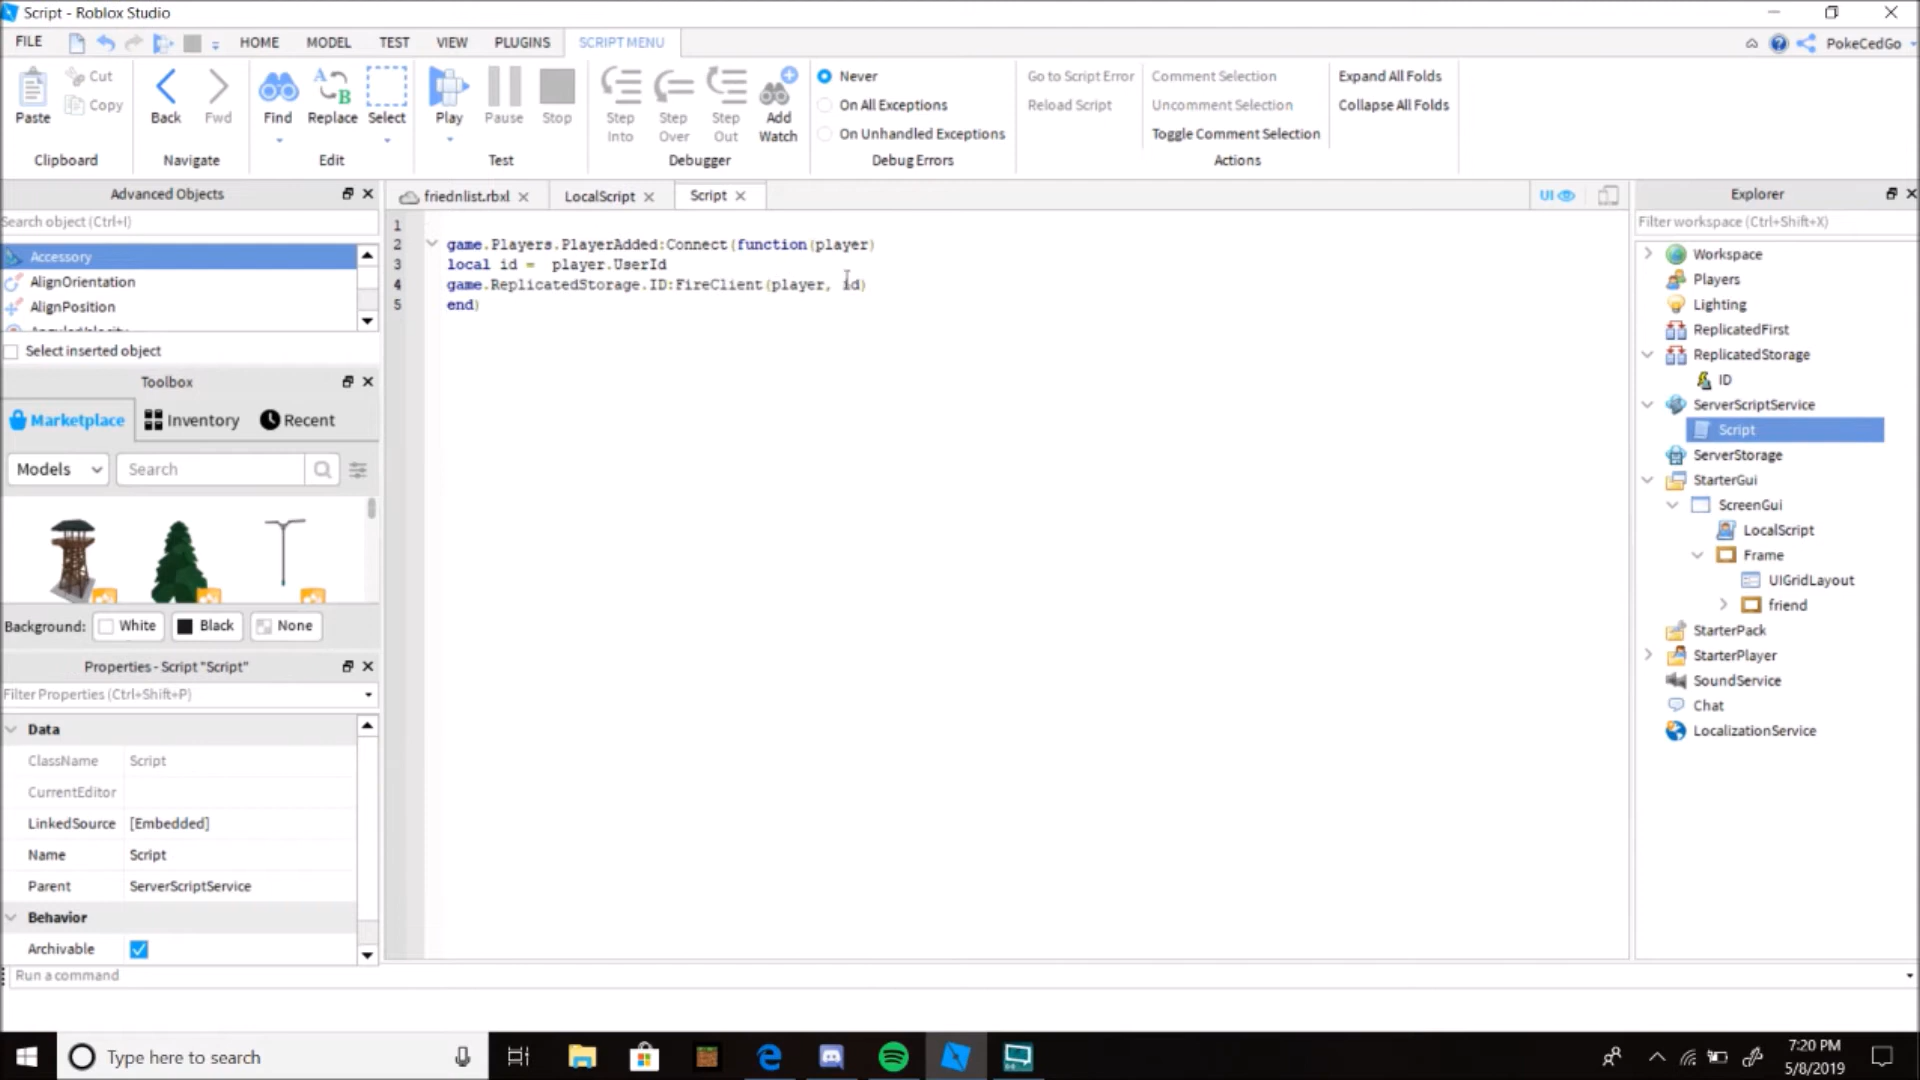 Script - Roblox Studio
FILE HOME MODEL TEST VIEW PLUGINS SCRIPT MENU PokeCedGo
Paste Cut Copy Clipboard
Back Fwd Navigate
Find Replace Select Edit
Play Pause Stop Test
Step Into Step Over Step Out Add Watch Debugger
Never
On All Exceptions
On Unhandled Exceptions
Debug Errors
Go to Script Error
Reload Script
Comment Selection
Uncomment Selection
Toggle Comment Selection
Actions
Expand All Folds
Collapse All Folds
Advanced Objects
Search object (Ctrl+I)
Accessory
AlignOrientation
AlignPosition
AngularVelocity
Select inserted object
Toolbox
Marketplace Inventory Recent
Models Search
Background: White Black None
Properties - Script "Script"
Filter Properties (Ctrl+Shift+P)
Data
ClassName Script
CurrentEditor
LinkedSource [Embedded]
Name Script
Parent ServerScriptService
Behavior
Archivable
Run a command
friednlist.rbxl LocalScript Script UI
1
2 game.Players.PlayerAdded:Connect(function(player)
3 local id =  player.UserId
4 game.ReplicatedStorage.ID:FireClient(player, id)
5 end)
Explorer
Filter workspace (Ctrl+Shift+X)
Workspace
Players
Lighting
ReplicatedFirst
ReplicatedStorage
ID
ServerScriptService
Script
ServerStorage
StarterGui
ScreenGui
LocalScript
Frame
UIGridLayout
friend
StarterPack
StarterPlayer
SoundService
Chat
LocalizationService
Type here to search
7:20 PM
5/8/2019